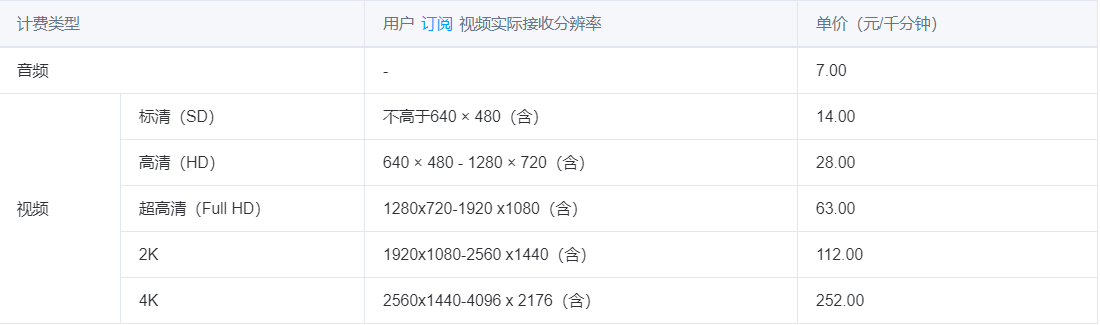 计费类型 用户 订阅 视频实际接收分辨率 单价（元/千分钟）
音频 - 7.00
标清（SD） 不高于640 × 480（含） 14.00
高清（HD） 640 × 480 - 1280 × 720（含） 28.00
视频 超高清（Full HD） 1280x720-1920 x1080（含） 63.00
2K 1920x1080-2560 x1440（含） 112.00
4K 2560x1440-4096 x 2176（含） 252.00